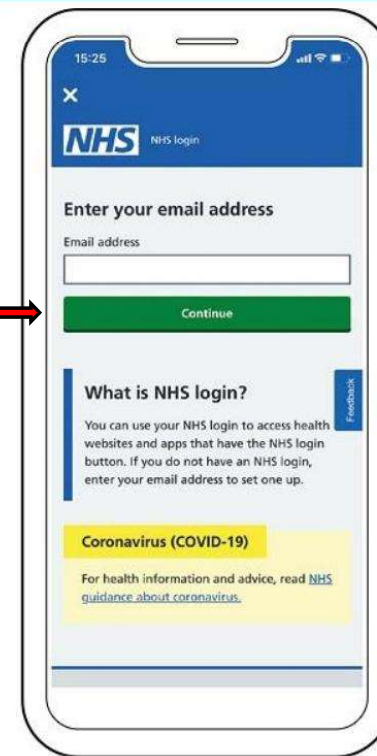 15:25
NHS NHS login
Enter your email address
Email address
Continue
What is NHS login?
Feedback
You can use your NHS login to access health
websites and apps that have the NHS login
button. If you do not have an NHS login,
enter your email address to set one up.
Coronavirus (COVID-19)
For health information and advice, read NHS
guidance about coronavirus.